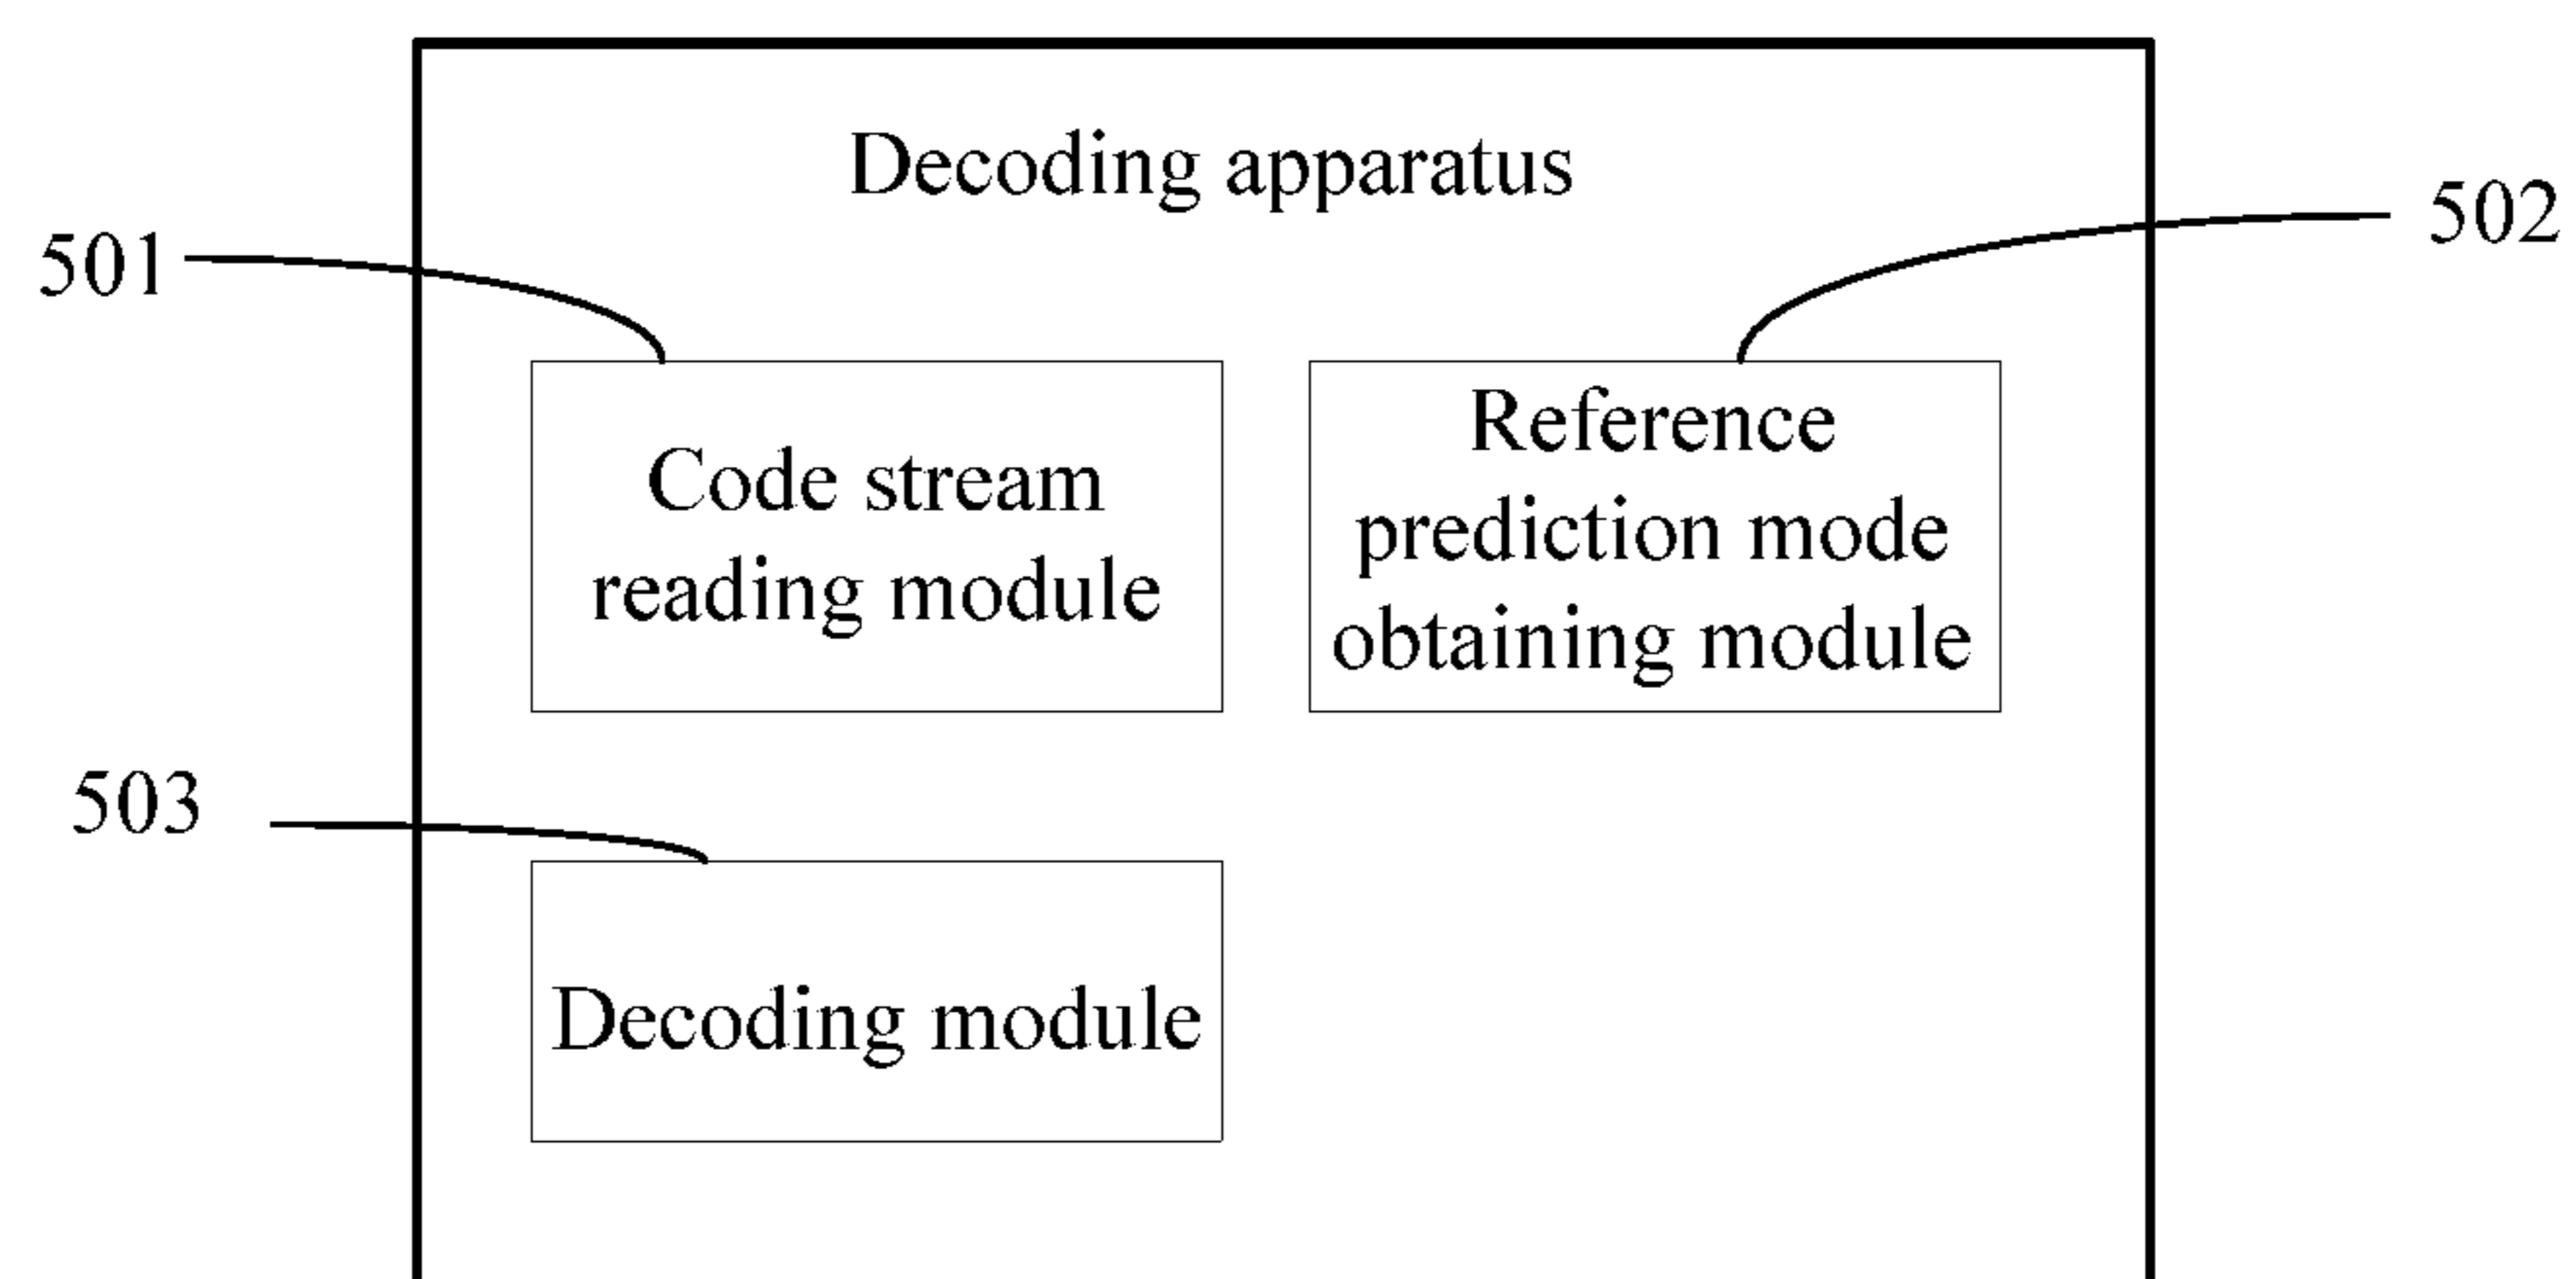 Decoding apparatus
501
502
Code stream
reading module
Reference
prediction mode
obtaining module
503
Decoding module